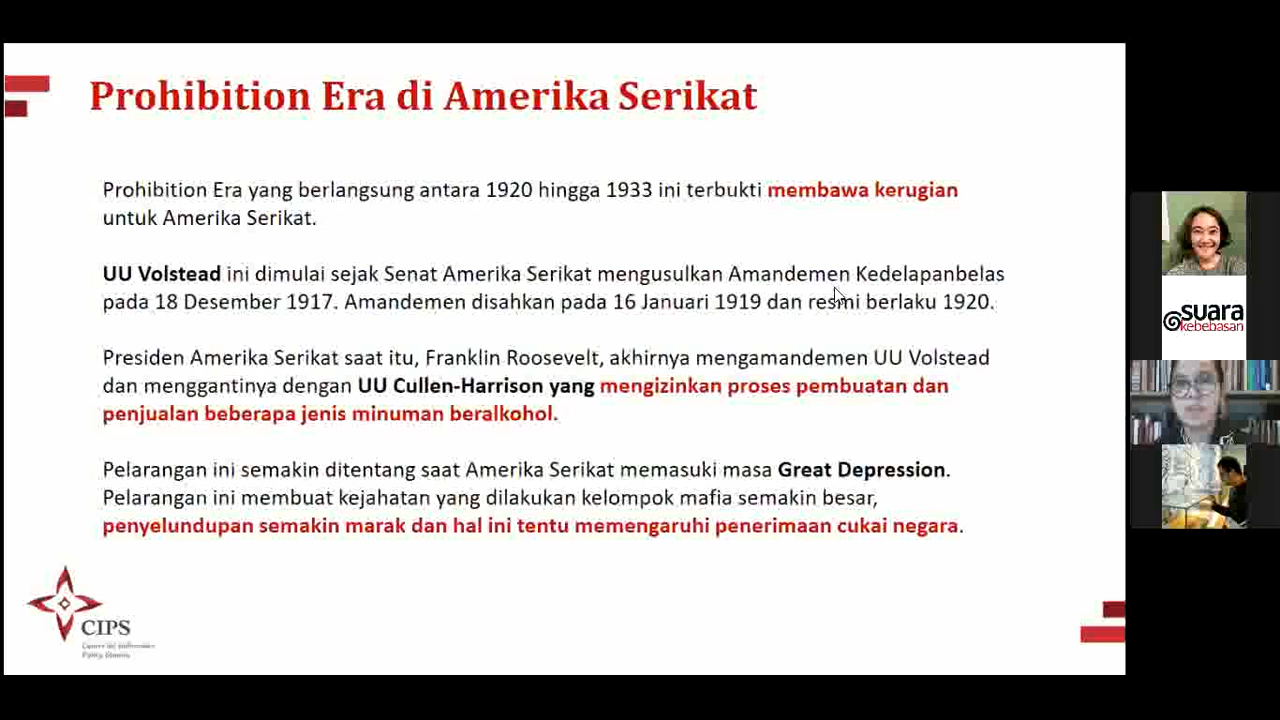 Prohibition Era di Amerika Serikat
Prohibition Era yang berlangsung antara 1920 hingga 1933 ini terbukti membawa kerugian
untuk Amerika Serikat.
UU Volstead ini dimulai sejak Senat Amerika Serikat mengusulkan Amandemen Kedelapanbelas
pada 18 Desember 1917. Amandemen disahkan pada 16 Januari 1919 dan resmi berlaku 1920.
Presiden Amerika Serikat saat itu, Franklin Roosevelt, akhirnya mengamandemen UU Volstead
dan menggantinya dengan UU Cullen-Harrison yang mengizinkan proses pembuatan dan
penjualan beberapa jenis minuman beralkohol.
Pelarangan ini semakin ditentang saat Amerika Serikat memasuki masa Great Depression.
Pelarangan ini membuat kejahatan yang dilakukan kelompok mafia semakin besar,
penyelundupan semakin marak dan hal ini tentu memengaruhi penerimaan cukai negara.
CIPS
Center for Indonesian
Policy Studies
suara
kebebasan